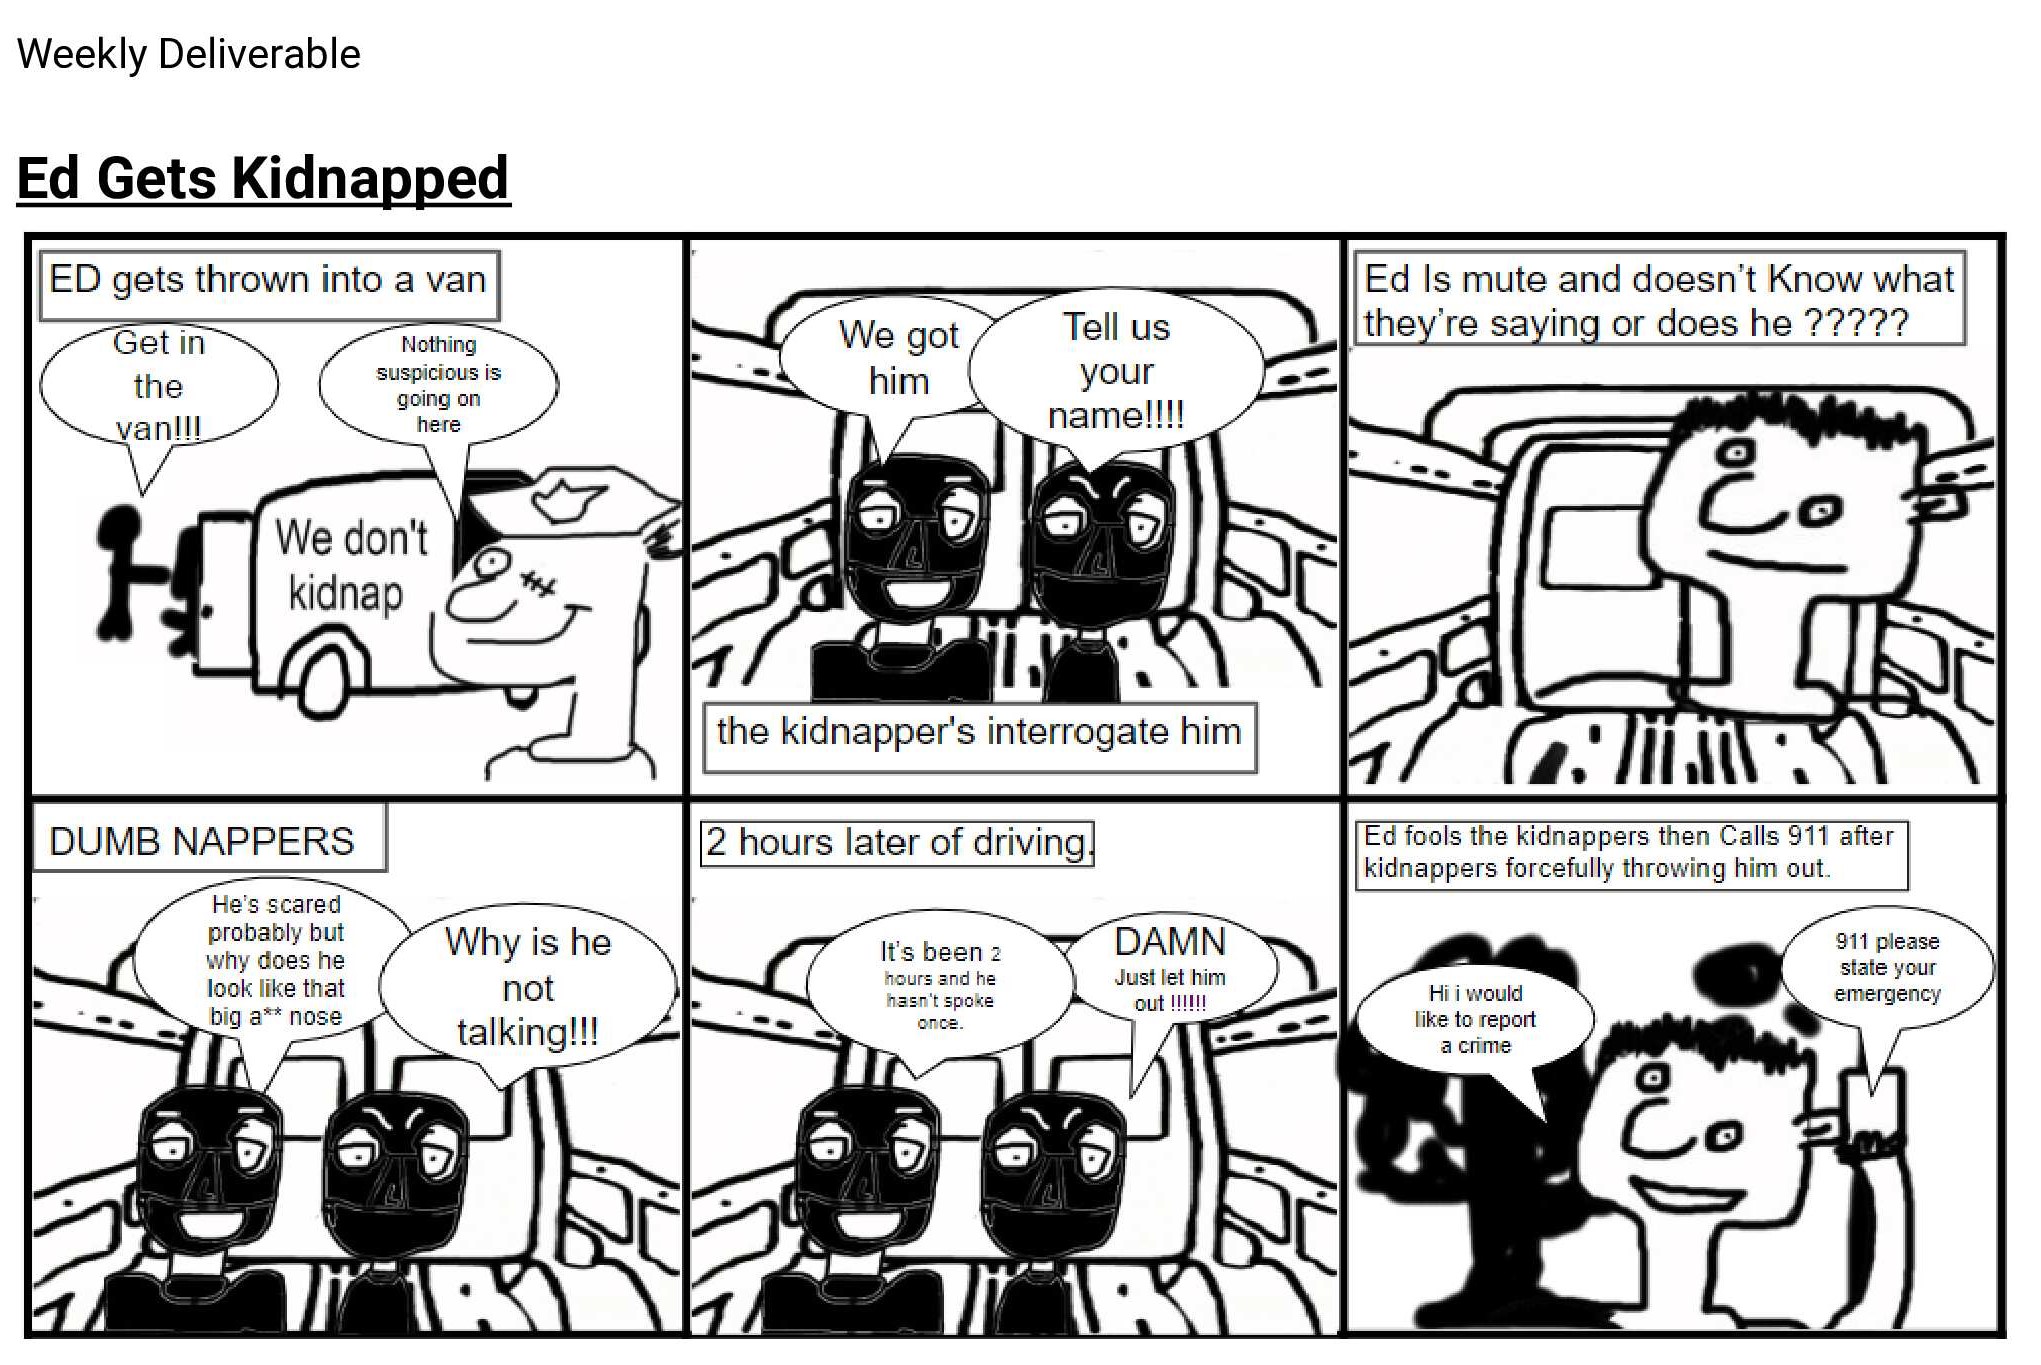 Weekly Deliverable
Ed Gets Kidnapped
ED gets thrown into a van
Get in
the
van!!!
Nothing
suspicious is
going on
here
We don't
kidnap
We got
him
Tell us
your
name!!!!
the kidnapper's interrogate him
Ed Is mute and doesn't Know what
they're saying or does he ?????
DUMB NAPPERS
He's scared
probably but
why does he
look like that
big a** nose
Why is he
not
talking!!!
2 hours later of driving.
It's been 2
hours and he
hasn't spoke
once.
DAMN
Just let him
out !!!!!!
Ed fools the kidnappers then Calls 911 after
kidnappers forcefully throwing him out.
Hi i would
like to report
a crime
911 please
state your
emergency